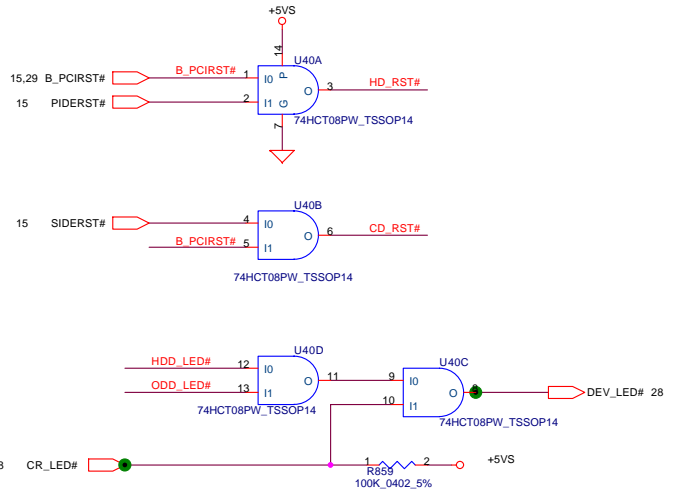 +5VS
14
U40A
15,29 B_PCIRST# B_PCIRST# 1 I0 P O 3 HD_RST#
15 PIDERST# 2 I1 G
7 74HCT08PW_TSSOP14
U40B
15 SIDERST# 4 I0 O 6 CD_RST#
B_PCIRST# 5 I1
74HCT08PW_TSSOP14
U40D
HDD_LED# 12 I0 O 11
ODD_LED# 13 I1
74HCT08PW_TSSOP14
U40C
9 I0 O DEV_LED# 28
10 I1
74HCT08PW_TSSOP14
8 CR_LED# 1 R859 2 +5VS
100K_0402_5%